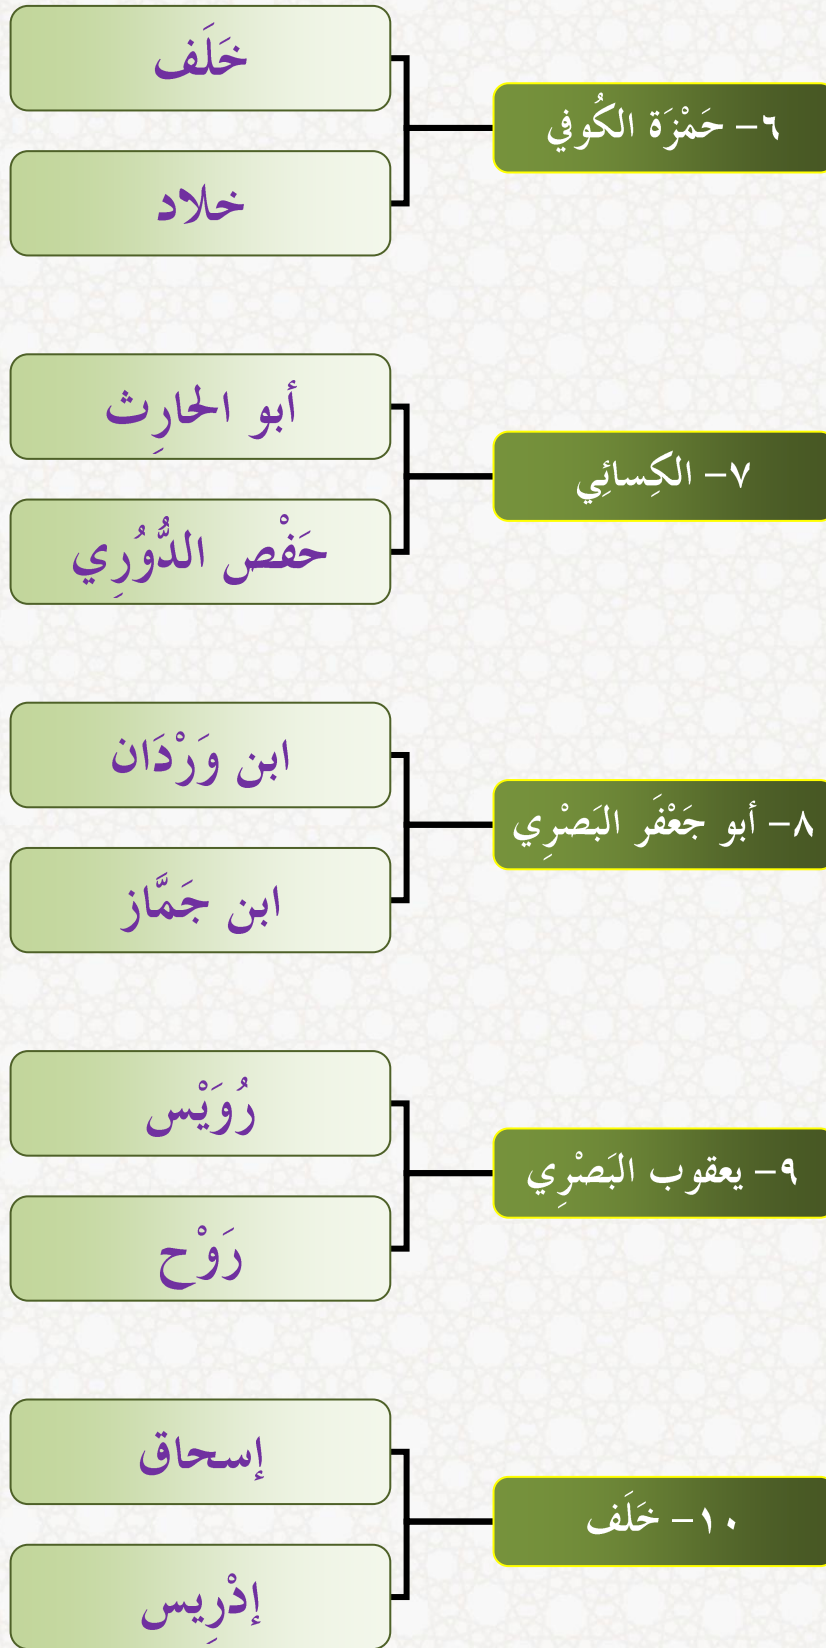 ٦- حَمْزَة الكُوفي
خَلَف
خلاد
٧- الكِسائِي
أبو الحارِث
حَفْص الدُّوُرِي
٨- أبو جَعْفَر البَصْرِي
ابن وَرْدَان
ابن جَمَّاز
٩- يعقوب البَصْرِي
رُوَيْس
رَوْح
١٠- خَلَف
إسحاق
إدْرِيس